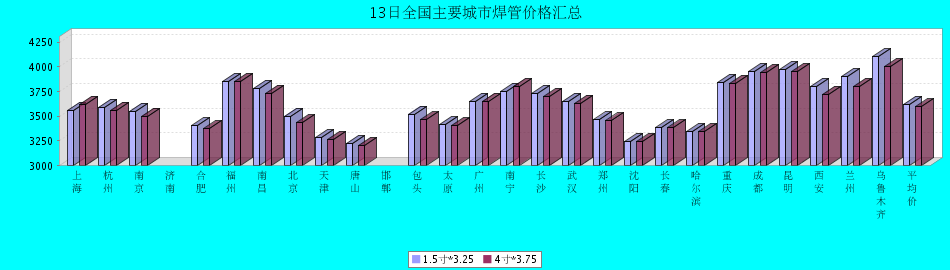 13日全国主要城市焊管价格汇总
4250
4000
3750
3500
3250
3000
上海 杭州 南京 济南 合肥 福州 南昌 北京 天津 唐山 邯郸 包头 太原 广州 南宁 长沙 武汉 郑州 沈阳 长春 哈尔滨 重庆 成都 昆明 西安 兰州 乌鲁木齐 平均价
1.5寸*3.25 4寸*3.75